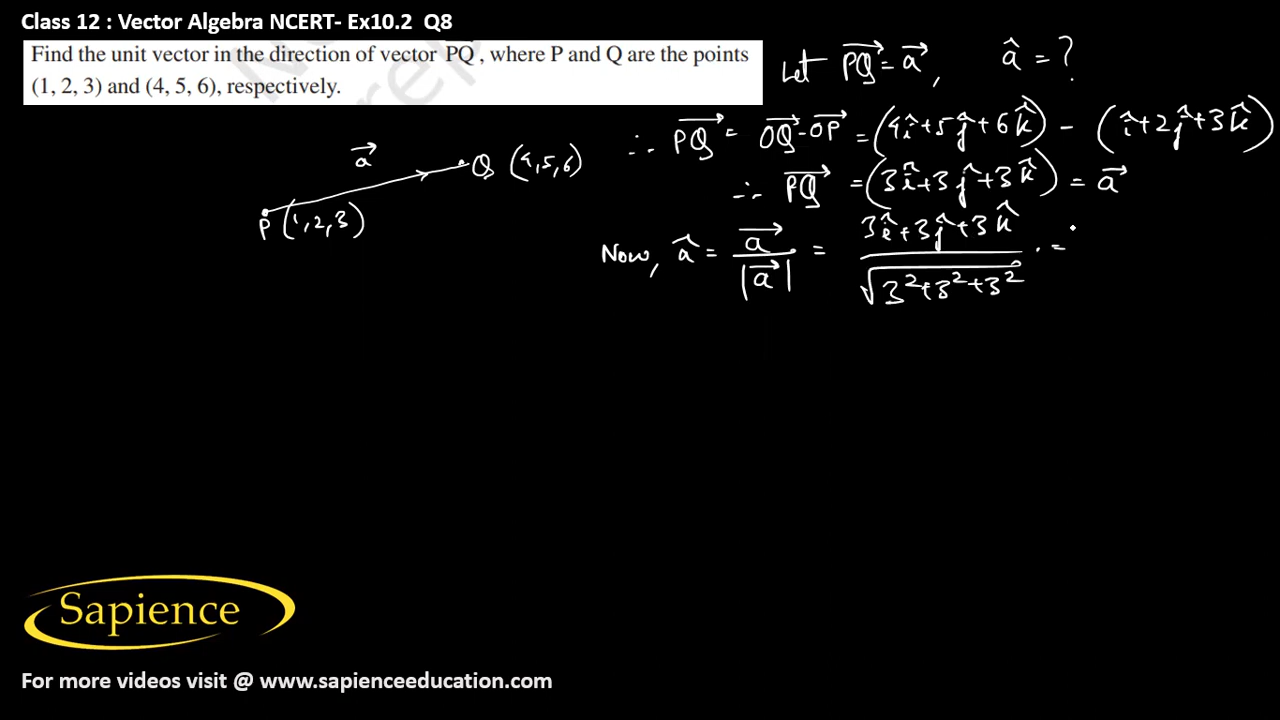 Class 12 : Vector Algebra NCERT- Ex10.2 Q8
Find the unit vector in the direction of vector PQ⃗, where P and Q are the points
(1, 2, 3) and (4, 5, 6), respectively.
Let PQ⃗ = a⃗, â = ?
∴ PQ⃗ = OQ⃗ - OP⃗ = (4î+5ĵ+6k̂) - (î+2ĵ+3k̂)
a⃗
Q (4,5,6)
P (1,2,3)
∴ PQ⃗ = (3î+3ĵ+3k̂) = a⃗
Now, â = a⃗/|a⃗| = (3î+3ĵ+3k̂)/√(3²+3²+3²) . =
Sapience
For more videos visit @ www.sapienceeducation.com